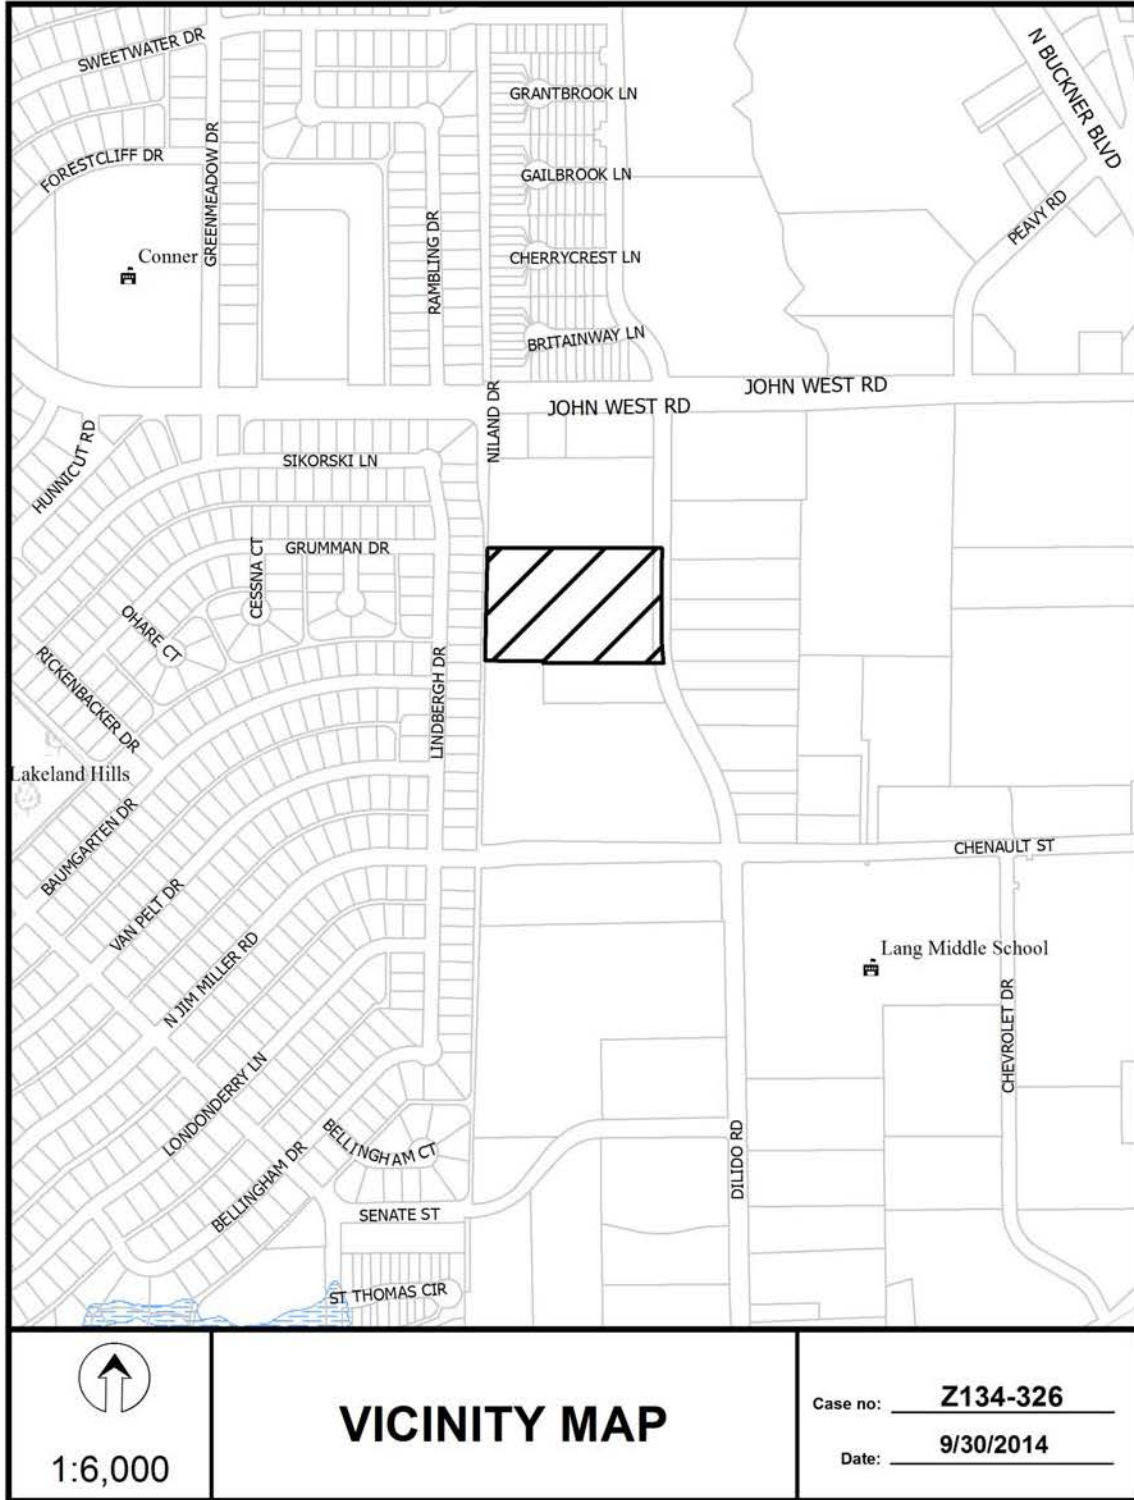 SWEETWATER DR
N BUCKNER BLVD
GRANTBROOK LN
FORESTCLIFF DR
GREENMEADOW DR
GAILBROOK LN
PEAVY RD
RAMBLING DR
Conner
CHERRYCREST LN
BRITAINWAY LN
JOHN WEST RD
JOHN WEST RD
NILAND DR
HUNNICUT RD
SIKORSKI LN
GRUMMAN DR
CESSNA CT
OHARE CT
RICKENBACKER DR
LINDBERGH DR
Lakeland Hills
BAUMGARTEN DR
CHENAULT ST
VAN PELT DR
N JIM MILLER RD
Lang Middle School
CHEVROLET DR
LONDONDERRY LN
BELLINGHAM CT
DILIDO RD
BELLINGHAM DR
SENATE ST
ST THOMAS CIR
1:6,000
VICINITY MAP
Case no: Z134-326
Date: 9/30/2014